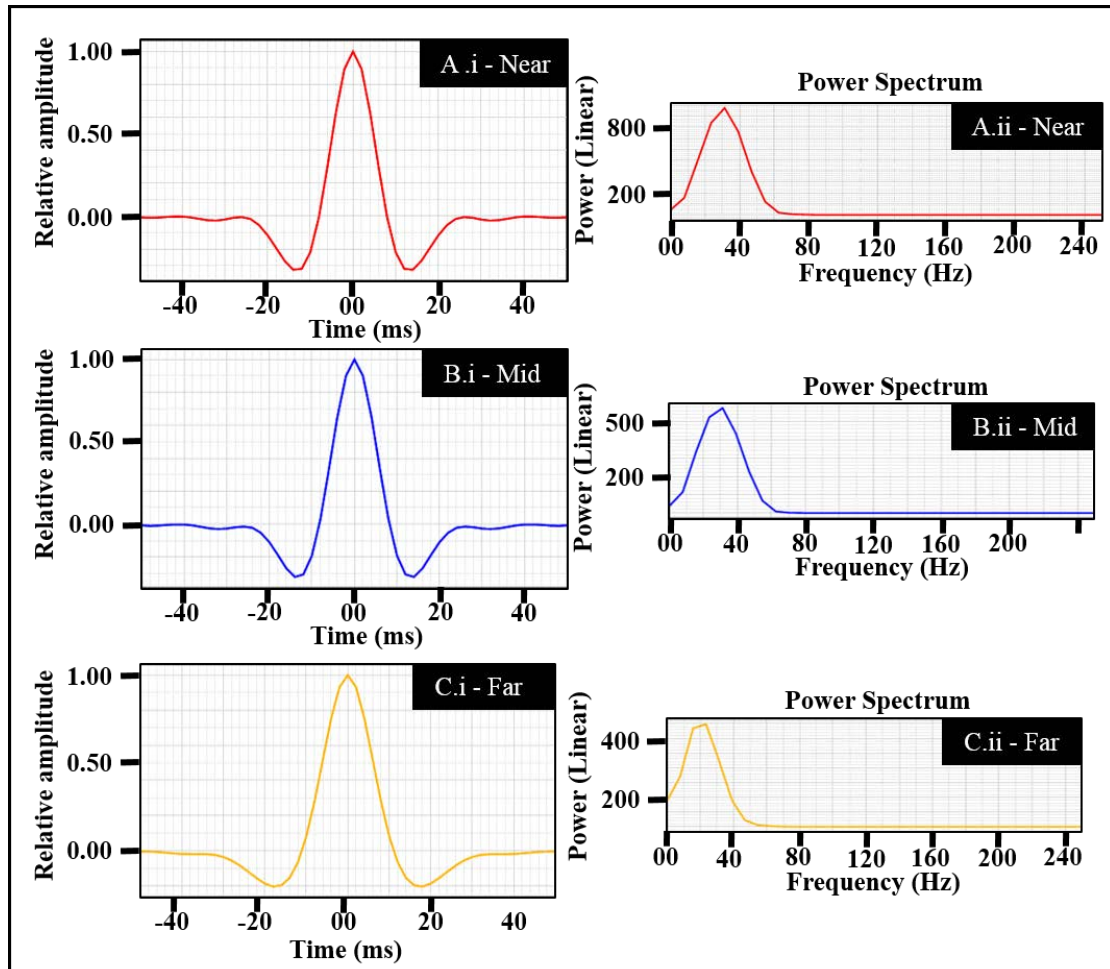 Relative amplitude
1.00
0.50
0.00
A .i - Near
-40 -20 00 20 40
Time (ms)
Power Spectrum
Power (Linear)
800
200
A.ii - Near
00 40 80 120 160 200 240
Frequency (Hz)
Relative amplitude
1.00
0.50
0.00
B.i - Mid
-40 -20 00 20 40
Time (ms)
Power Spectrum
Power (Linear)
500
200
B.ii - Mid
00 40 80 120 160 200
Frequency (Hz)
Relative amplitude
1.00
0.50
0.00
C.i - Far
-40 -20 00 20 40
Time (ms)
Power Spectrum
Power (Linear)
400
200
C.ii - Far
00 40 80 120 160 200 240
Frequency (Hz)